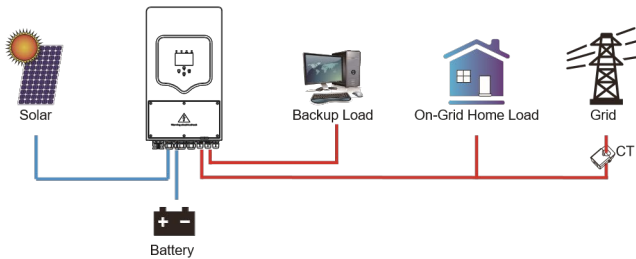 Solar
Backup Load
On-Grid Home Load
Grid
CT
Battery